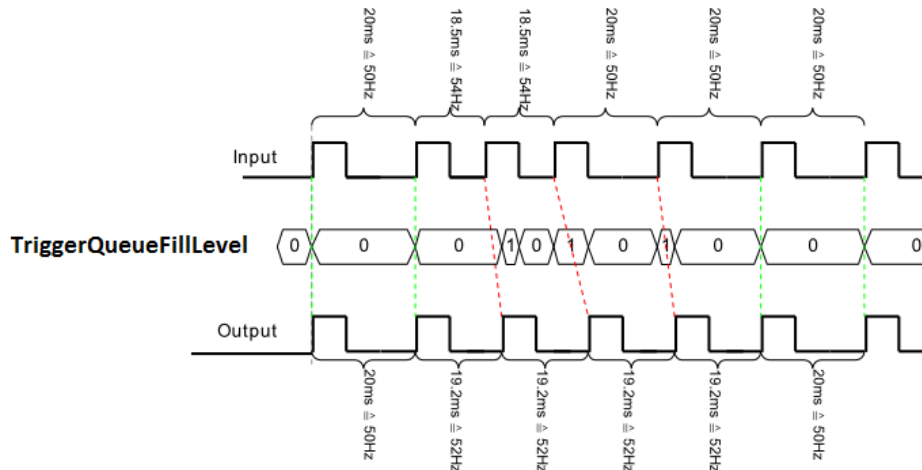 20ms ≙ 50Hz
18.5ms ≙ 54Hz
18.5ms ≙ 54Hz
20ms ≙ 50Hz
20ms ≙ 50Hz
20ms ≙ 50Hz
Input
TriggerQueueFillLevel
0 0 0 1 0 1 0 1 0 0 0
Output
20ms ≙ 50Hz
19.2ms ≙ 52Hz
19.2ms ≙ 52Hz
19.2ms ≙ 52Hz
19.2ms ≙ 52Hz
20ms ≙ 50Hz